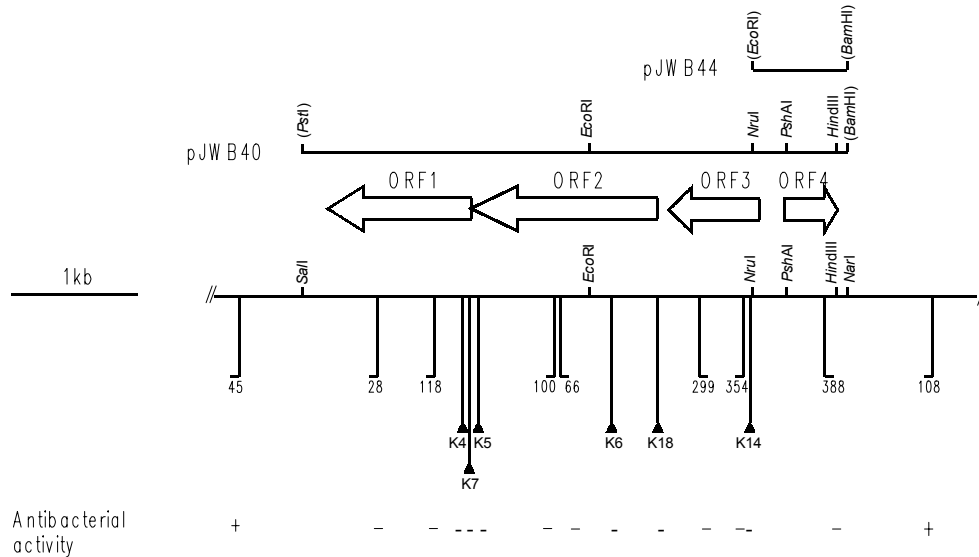 (EcoRI)
(BamHI)
pJWB44
(PstI)
EcoRI
NruI
PshAI
HindIII
(BamHI)
pJWB40
ORF1
ORF2
ORF3
ORF4
1kb
SalI
EcoRI
NruI
PshAI
HindIII
NarI
//
45
28
118
100
66
299
354
388
108
K4
K5
K6
K18
K14
K7
Antibacterial
activity
+ – – - - - – – - - – – - – +